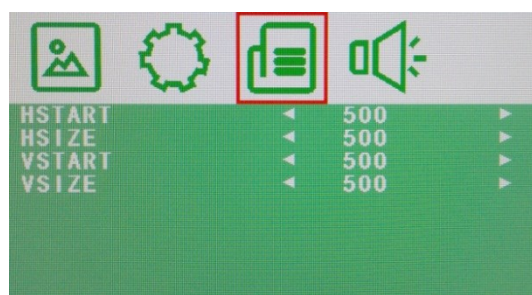 HSTART ◄ 500 ►
HSIZE ◄ 500 ►
VSTART ◄ 500 ►
VSIZE ◄ 500 ►